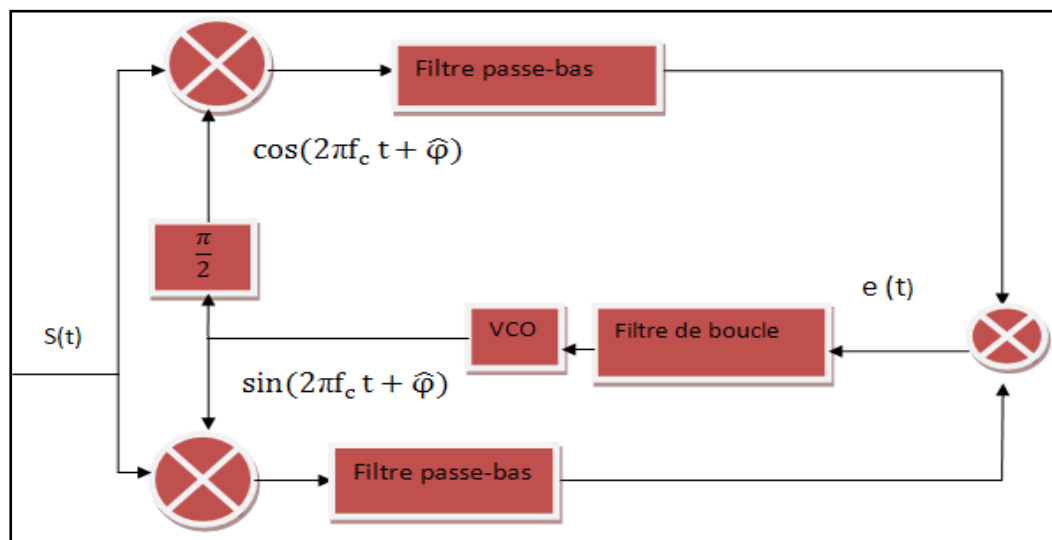 Filtre passe-bas
cos(2πf_c t + φ̂)
π/2
e (t)
S(t)
VCO
Filtre de boucle
sin(2πf_c t + φ̂)
Filtre passe-bas